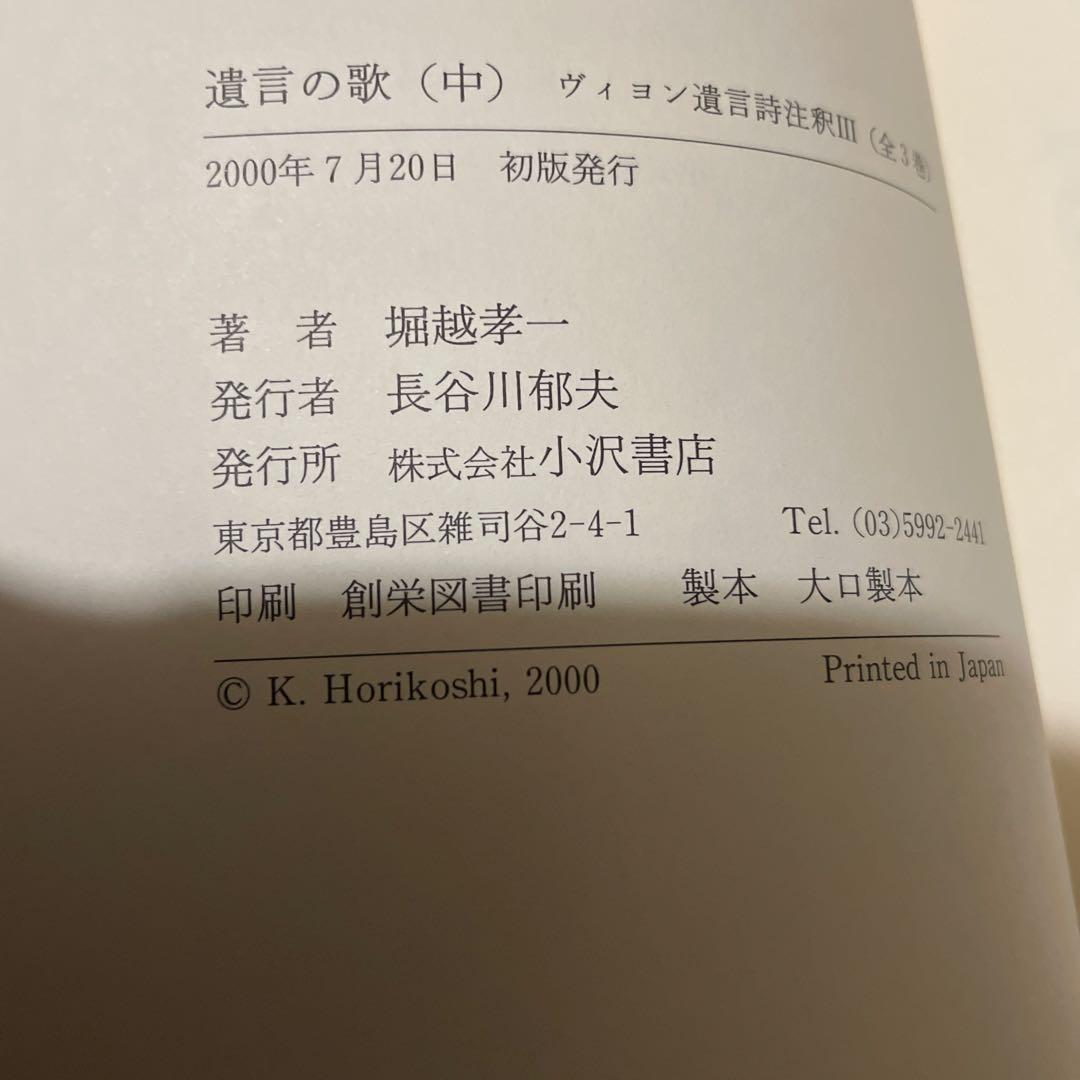 遺言の歌（中）　ヴィヨン遺言詩注釈Ⅲ（全3巻）
2000年７月20日　初版発行
著　者　堀越孝一
発行者　長谷川郁夫
発行所　株式会社小沢書店
東京都豊島区雑司谷2-4-1　Tel. (03)5992-2441
印刷　創栄図書印刷　製本　大口製本
© K. Horikoshi, 2000　Printed in Japan